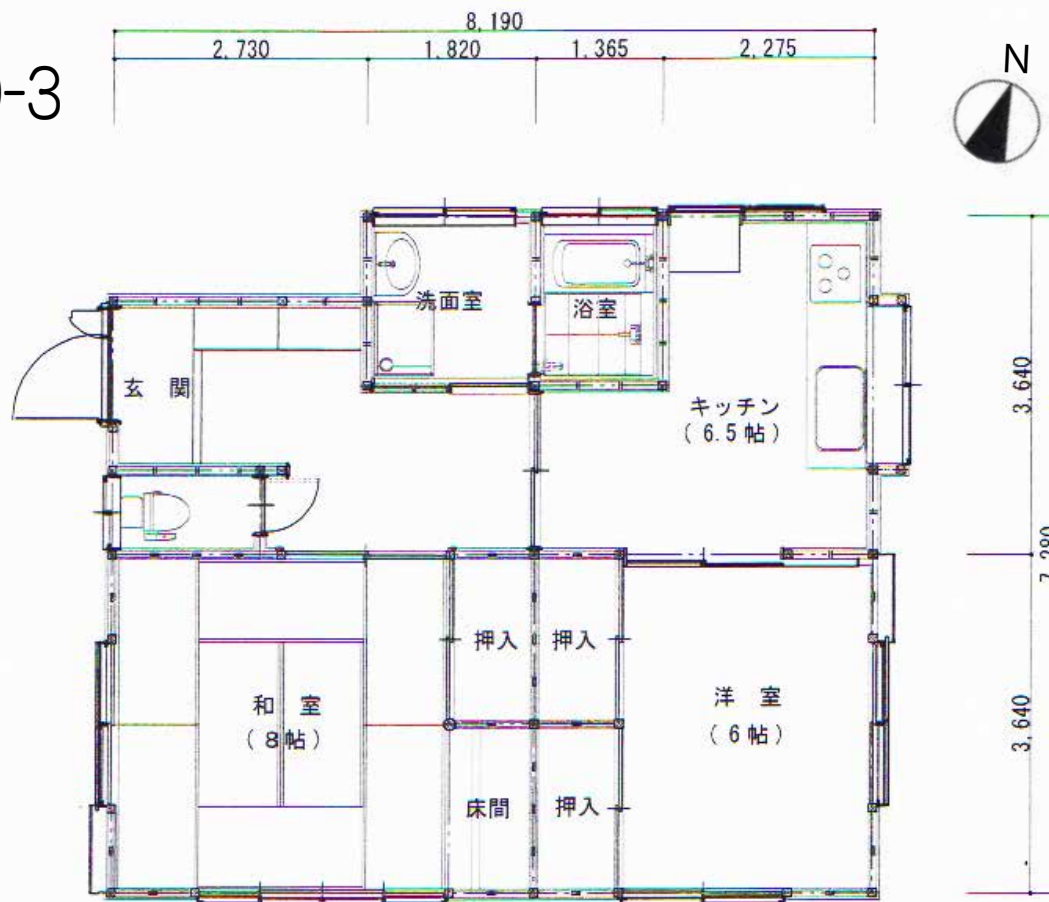 8,190
2,730 1,820 1,365 2,275
-3
N
洗面室
浴室
玄関
キッチン
(6.5帖)
3,640
押入
押入
和室
(8帖)
洋室
(6帖)
床間
押入
3,640